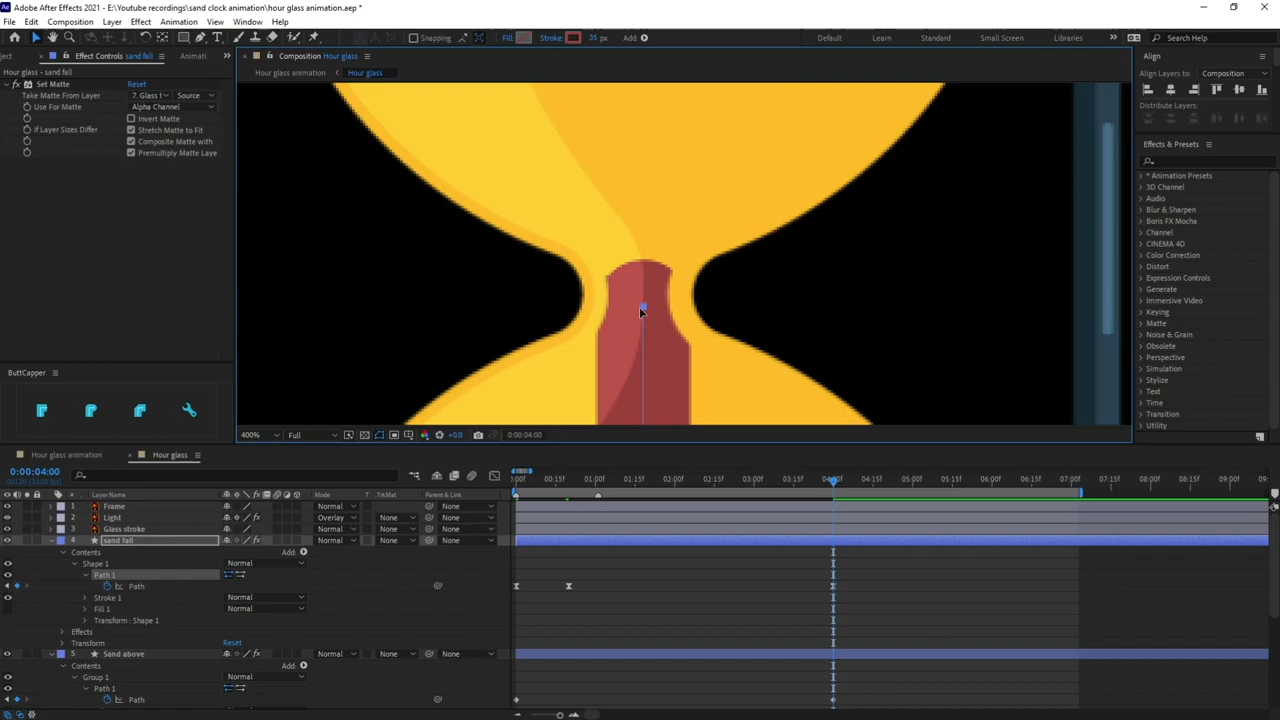 Adobe After Effects 2021 - E:\Youtube recordings\sand clock animation\hour glass animation.aep *
File Edit Composition Layer Effect Animation View Window Help
Snapping Fill: Stroke: 35 px Add: Default Learn Standard Small Screen Libraries Search Help
ject Effect Controls sand fall Animati
Composition Hour glass
Align
Hour glass • sand fall
Hour glass animation Hour glass
Align Layers to: Composition
fx Set Matte Reset
Take Matte From Layer 7. Glass Source
Use For Matte Alpha Channel
Invert Matte
If Layer Sizes Differ Stretch Matte to Fit
Composite Matte with
Premultiply Matte Laye
Distribute Layers:
Effects & Presets
* Animation Presets
3D Channel
Audio
Blur & Sharpen
Boris FX Mocha
Channel
CINEMA 4D
Color Correction
Distort
Expression Controls
Generate
Immersive Video
Keying
Matte
Noise & Grain
Obsolete
Perspective
Simulation
Stylize
Text
Time
Transition
Utility
ButtCapper
400% Full +0.0 0:00:04:00
Hour glass animation Hour glass
0:00:04:00
00:15f 01:00f 01:15f 02:00f 02:15f 03:00f 03:15f 04:15f 05:00f 05:15f 06:00f 06:15f 07:00f 07:15f 08:00f 08:15f 09:00f
# Layer Name Mode T TrkMat Parent & Link
1 Frame Normal None
2 Light fx Overlay None None
3 Glass stroke Normal None None
4 sand fall fx Normal None None
Contents Add:
Shape 1 Normal
Path 1
Path
Stroke 1 Normal
Fill 1 Normal
Transform : Shape 1
Effects
Transform Reset
5 Sand above fx Normal None None
Contents Add:
Group 1 Normal
Path 1
Path